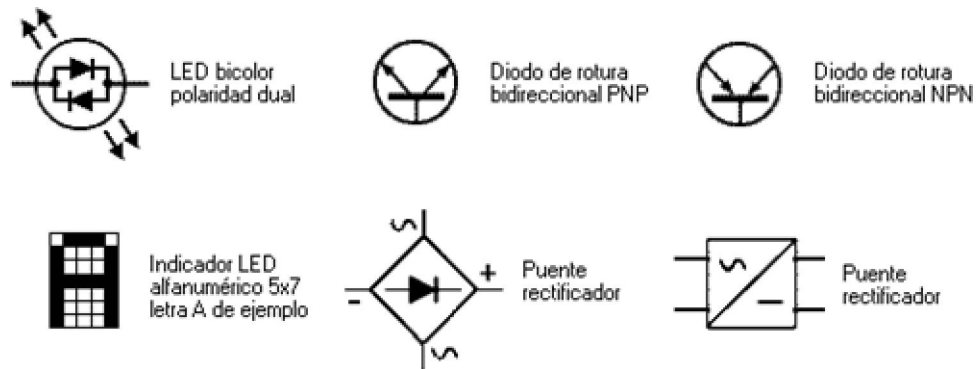 LED bicolor
polaridad dual
Diodo de rotura
bidireccional PNP
Diodo de rotura
bidireccional NPN
Indicador LED
alfanumérico 5x7
letra A de ejemplo
-
+
Puente
rectificador
Puente
rectificador